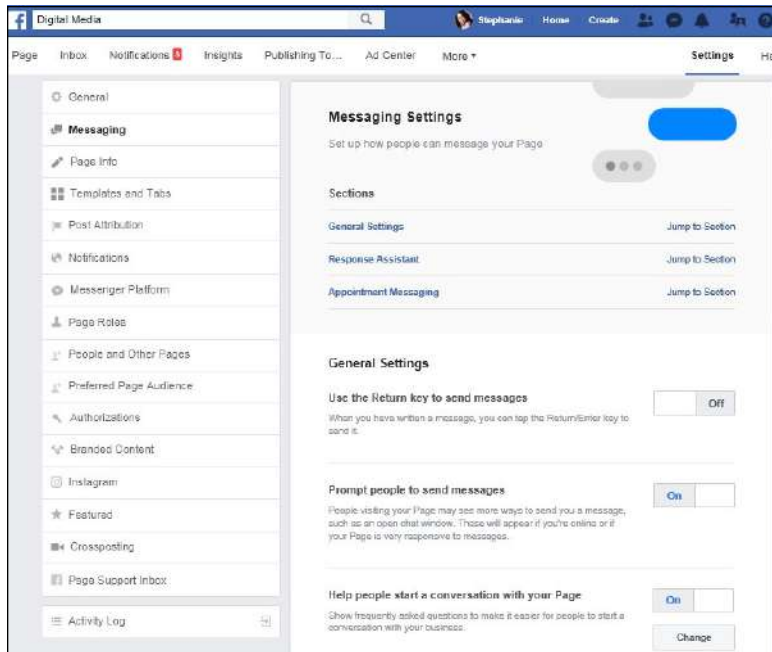 f Digital Media
Stephanie Home Create
Page Inbox Notifications 5 Insights Publishing To... Ad Center More Settings
General
Messaging
Page Info
Templates and Tabs
Post Attribution
Notifications
Messenger Platform
Page Roles
People and Other Pages
Preferred Page Audience
Authorizations
Branded Content
Instagram
Featured
Crossposting
Page Support Inbox
Activity Log
Messaging Settings
Set up how people can message your Page
Sections
General Settings Jump to Section
Response Assistant Jump to Section
Appointment Messaging Jump to Section
General Settings
Use the Return key to send messages
Off
When you have written a message, you can tap the Return/Enter key to
send it.
Prompt people to send messages
On
People visiting your Page may see more ways to send you a message,
such as an open chat window. These will appear if you're online or if
your Page is very responsive to messages.
Help people start a conversation with your Page
On
Show frequently asked questions to make it easier for people to start a
conversation with your business.
Change